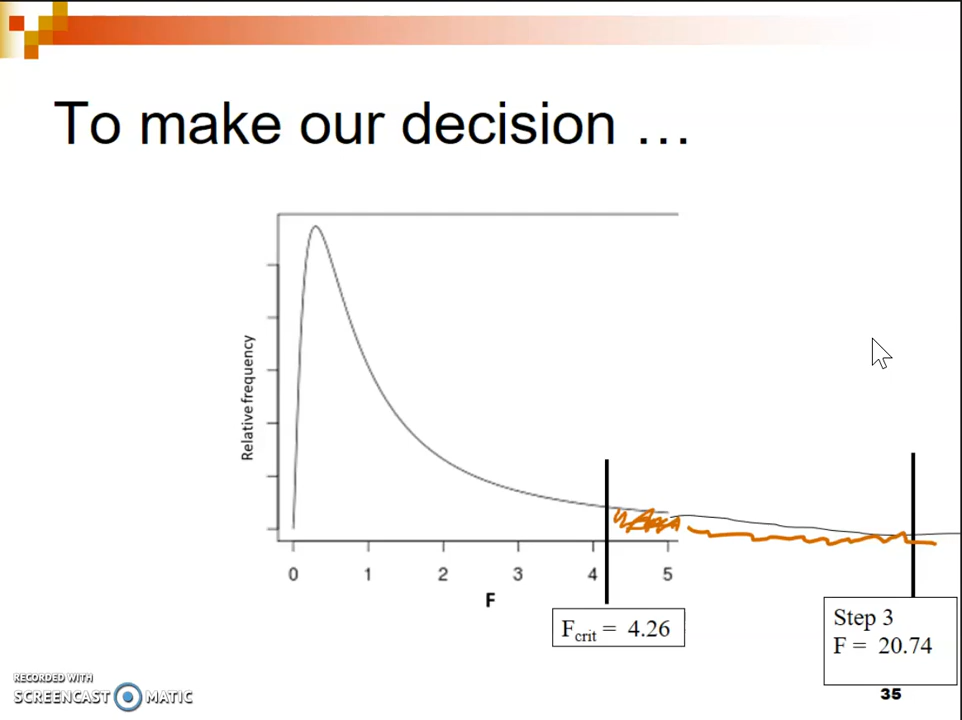 To make our decision …
Relative frequency
0 1 2 3 4 5
F
Fcrit = 4.26
Step 3
F = 20.74
RECORDED WITH
SCREENCAST MATIC
35